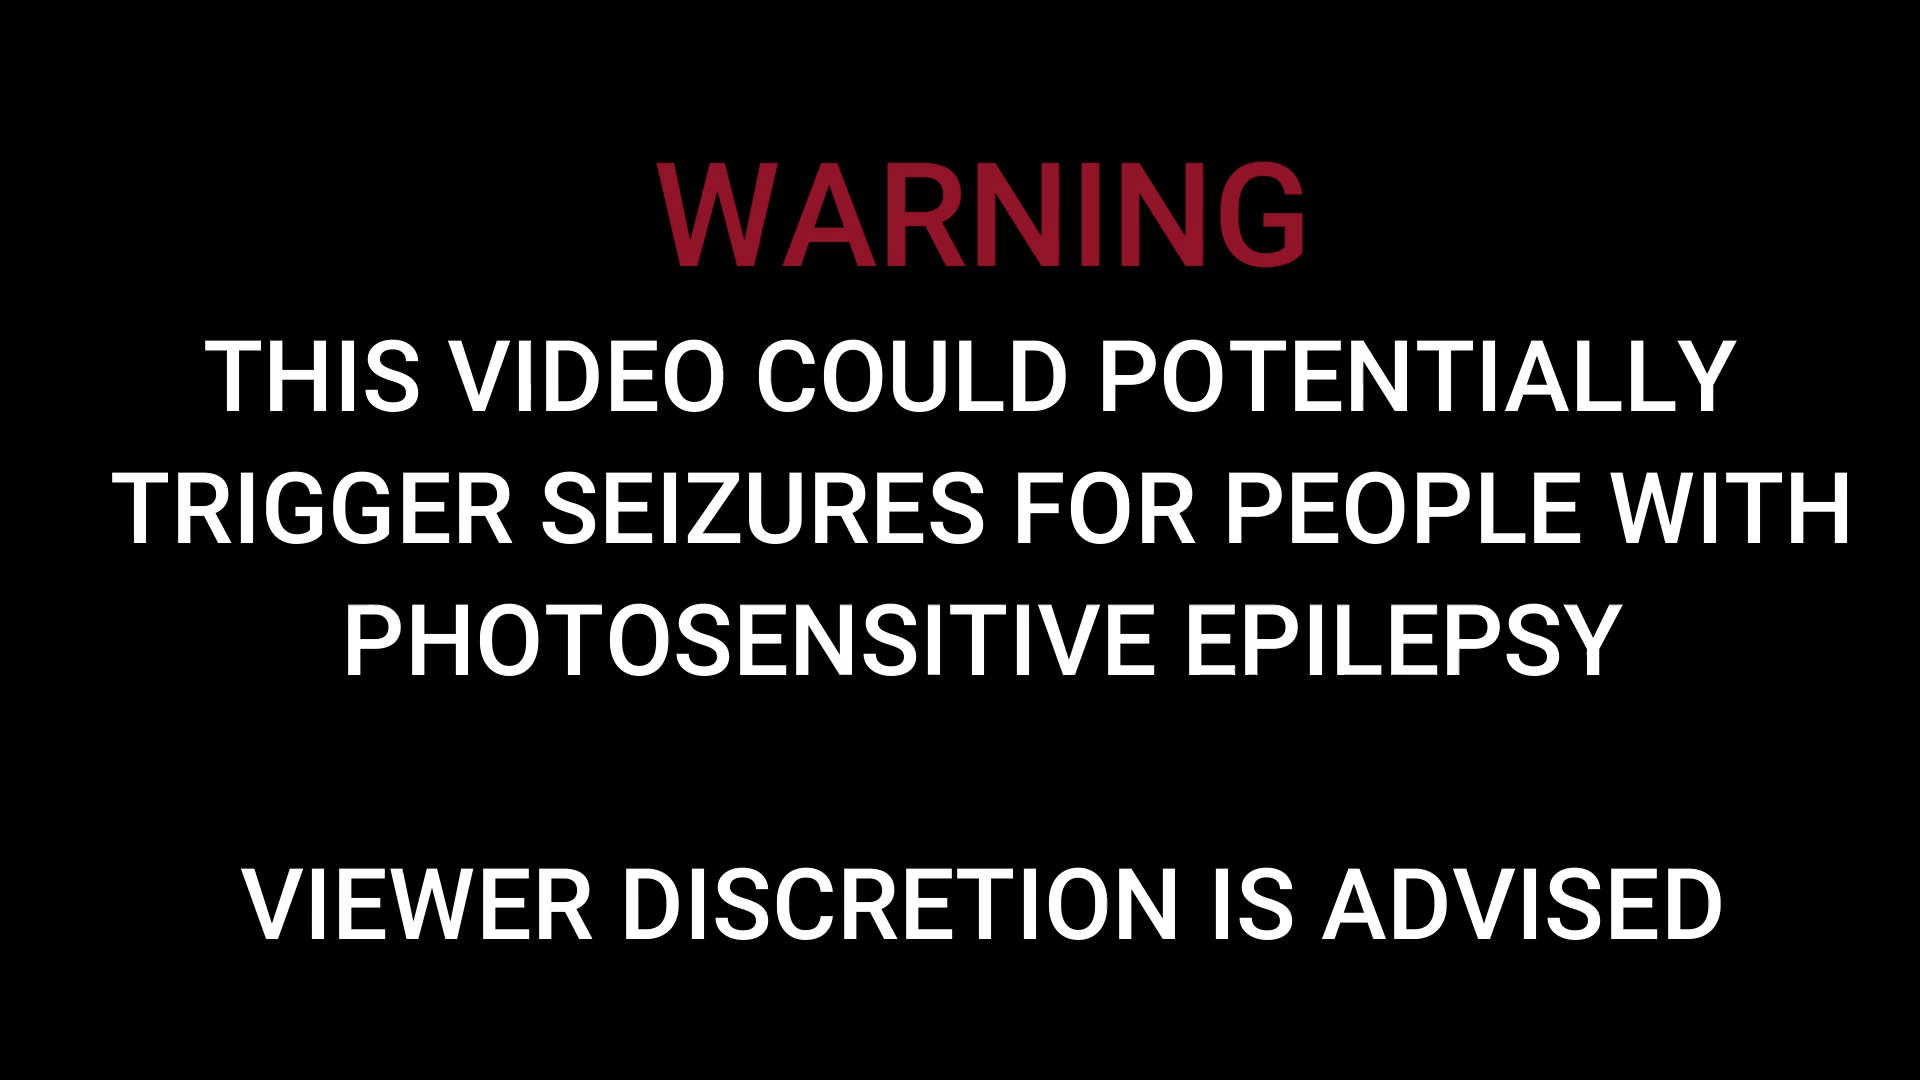 WARNING
THIS VIDEO COULD POTENTIALLY
TRIGGER SEIZURES FOR PEOPLE WITH
PHOTOSENSITIVE EPILEPSY
VIEWER DISCRETION IS ADVISED